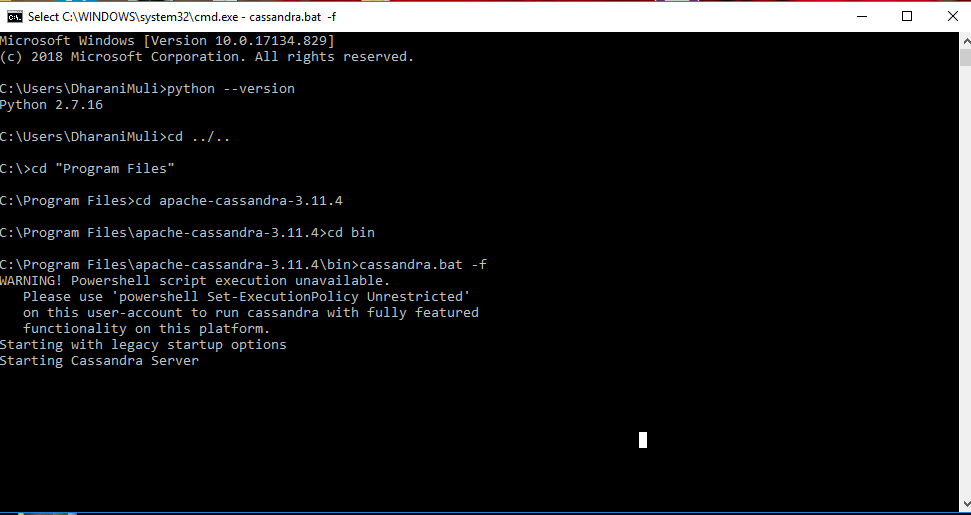 Select C:\WINDOWS\system32\cmd.exe - cassandra.bat -f
Microsoft Windows [Version 10.0.17134.829]
(c) 2018 Microsoft Corporation. All rights reserved.
C:\Users\DharaniMuli>python --version
Python 2.7.16
C:\Users\DharaniMuli>cd ../..
C:\>cd "Program Files"
C:\Program Files>cd apache-cassandra-3.11.4
C:\Program Files\apache-cassandra-3.11.4>cd bin
C:\Program Files\apache-cassandra-3.11.4\bin>cassandra.bat -f
WARNING! Powershell script execution unavailable.
Please use 'powershell Set-ExecutionPolicy Unrestricted'
on this user-account to run cassandra with fully featured
functionality on this platform.
Starting with legacy startup options
Starting Cassandra Server